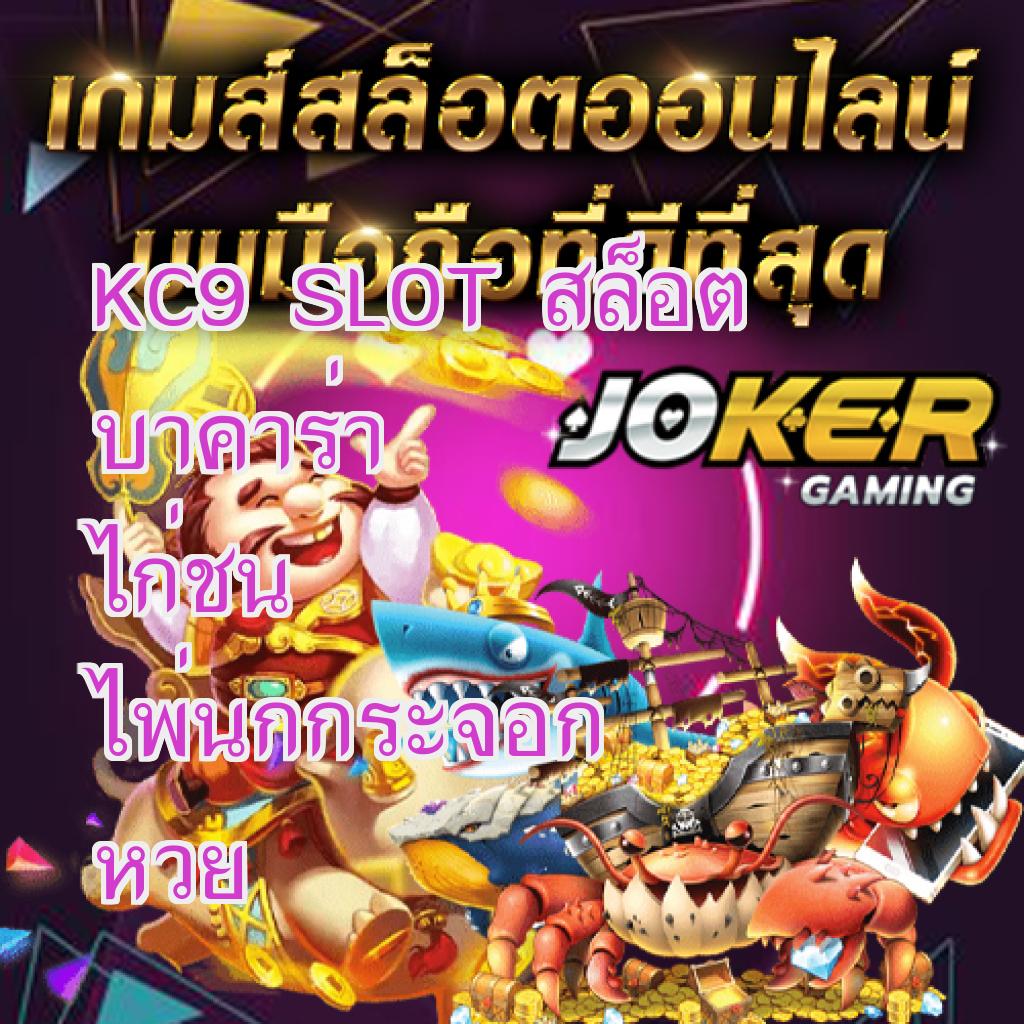 เกมส์สล็อตออนไลน์
บนมือถือที่ดีที่สุด
KC9 SLOT สล็อต
บาคาร่า
JOKER
GAMING
ไก่ชน
ไพ่นกกระจอก
หวย